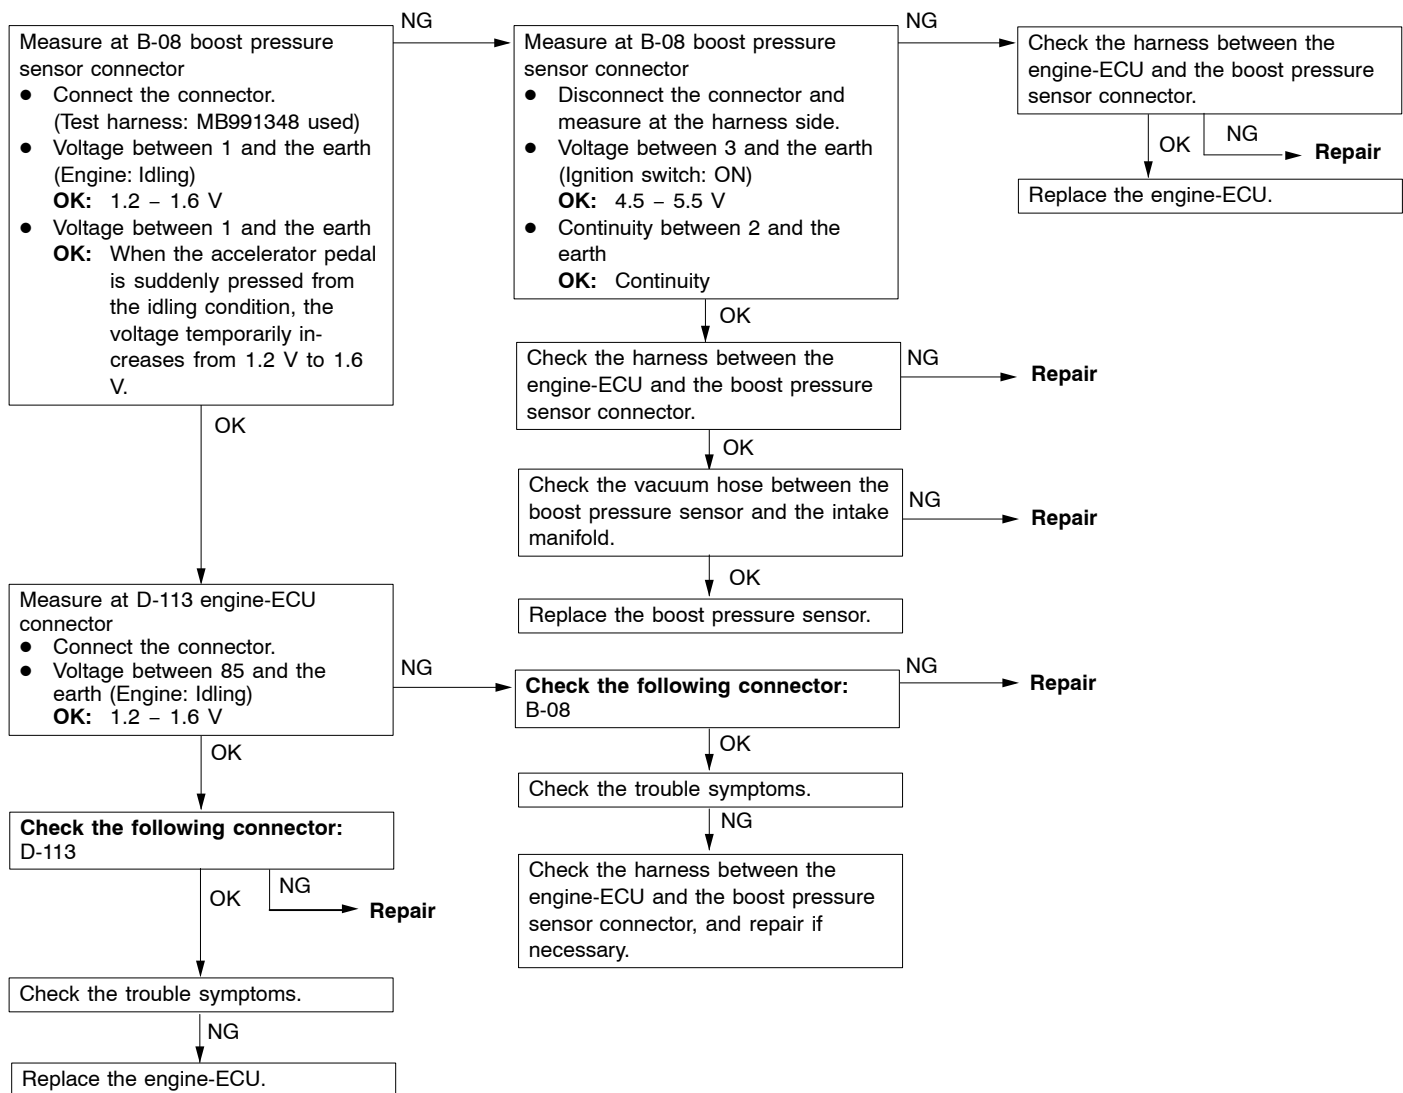 NG
Measure at B-08 boost pressure
sensor connector
● Connect the connector.
(Test harness: MB991348 used)
● Voltage between 1 and the earth
(Engine: Idling)
OK: 1.2 – 1.6 V
● Voltage between 1 and the earth
OK: When the accelerator pedal
is suddenly pressed from
the idling condition, the
voltage temporarily in-
creases from 1.2 V to 1.6
V.
OK
NG
Measure at B-08 boost pressure
sensor connector
● Disconnect the connector and
measure at the harness side.
● Voltage between 3 and the earth
(Ignition switch: ON)
OK: 4.5 – 5.5 V
● Continuity between 2 and the
earth
OK: Continuity
OK
Check the harness between the
engine-ECU and the boost pressure
sensor connector.
OK
NG
Repair
Replace the engine-ECU.
Check the harness between the
engine-ECU and the boost pressure
sensor connector.
NG
Repair
OK
Check the vacuum hose between the
boost pressure sensor and the intake
manifold.
NG
Repair
OK
Replace the boost pressure sensor.
Measure at D-113 engine-ECU
connector
● Connect the connector.
● Voltage between 85 and the
earth (Engine: Idling)
OK: 1.2 – 1.6 V
NG
OK
Check the following connector:
B-08
NG
Repair
OK
Check the trouble symptoms.
NG
Check the harness between the
engine-ECU and the boost pressure
sensor connector, and repair if
necessary.
Check the following connector:
D-113
OK
NG
Repair
Check the trouble symptoms.
NG
Replace the engine-ECU.